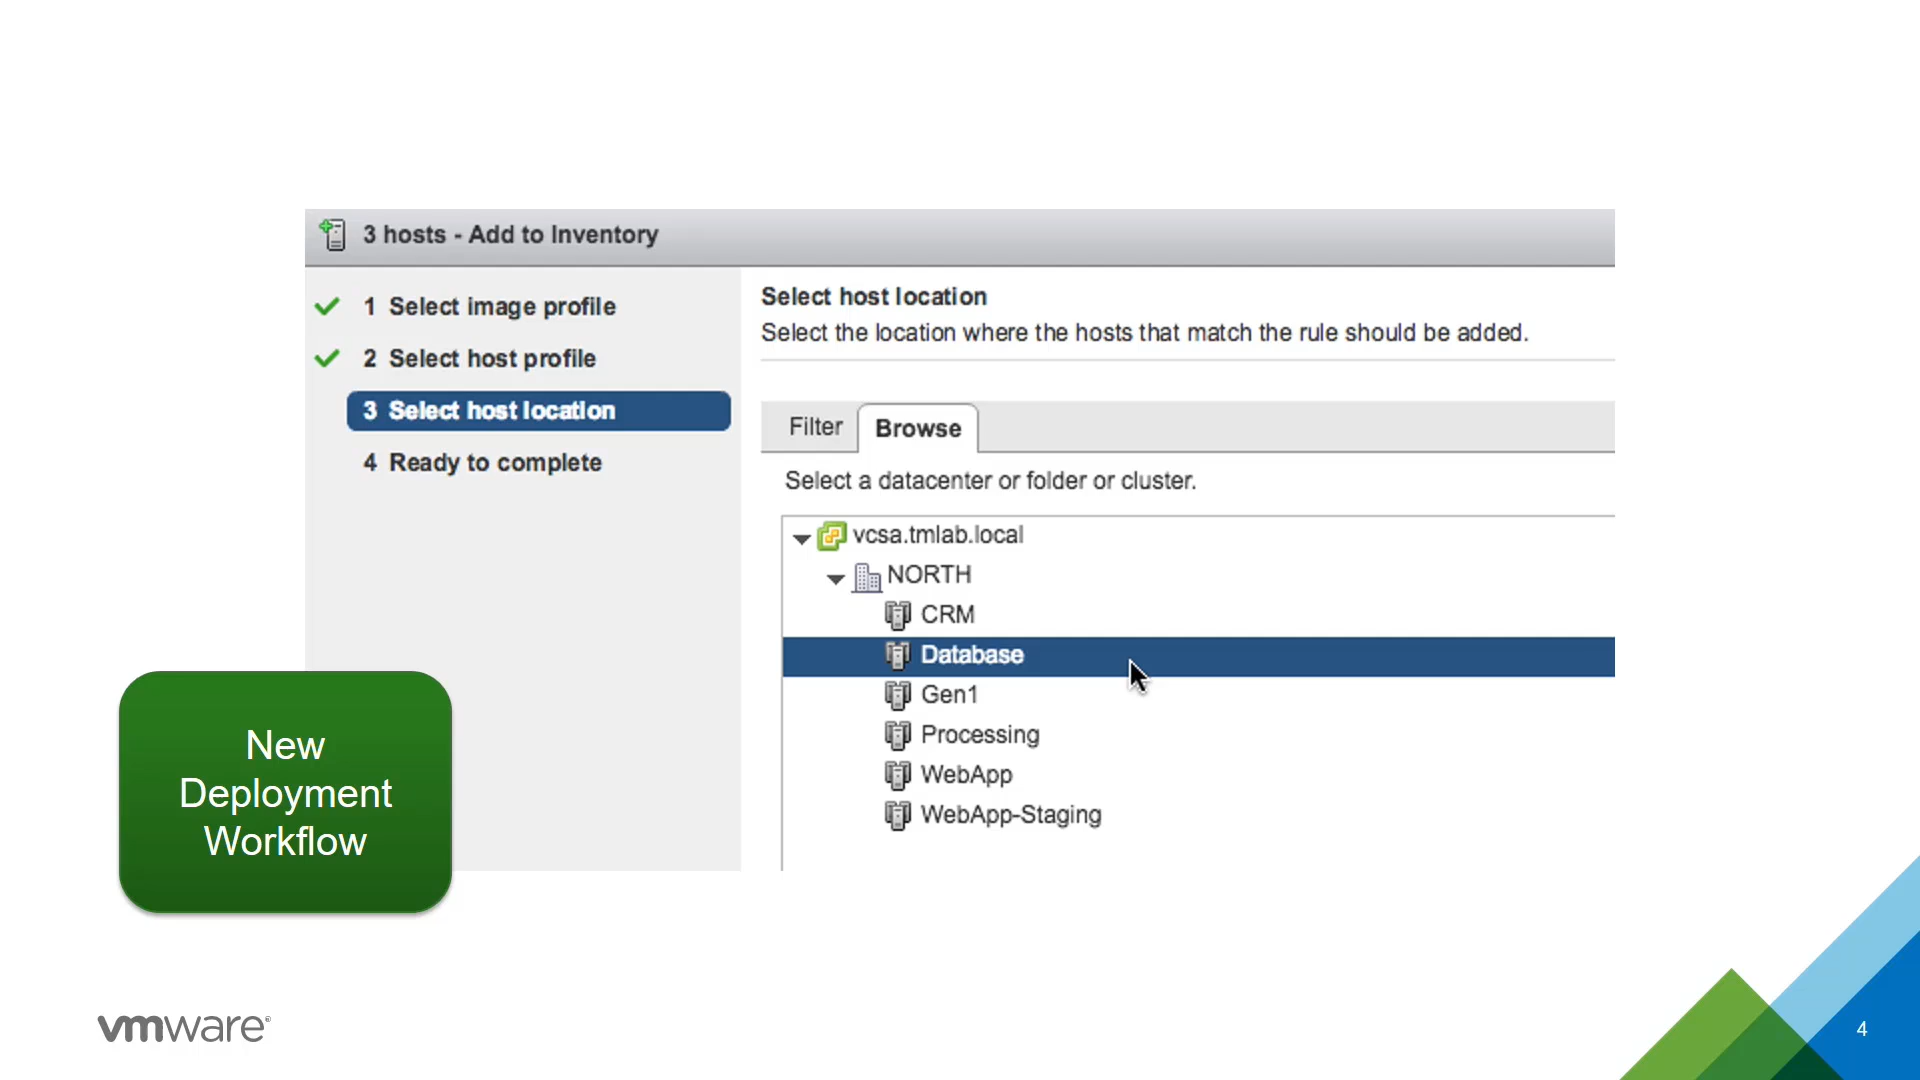 3 hosts - Add to Inventory
1 Select image profile
2 Select host profile
3 Select host location
4 Ready to complete
Select host location
Select the location where the hosts that match the rule should be added.
Filter
Browse
Select a datacenter or folder or cluster.
vcsa.tmlab.local
NORTH
CRM
Database
Gen1
Processing
WebApp
WebApp-Staging
New
Deployment
Workflow
vmware®
4